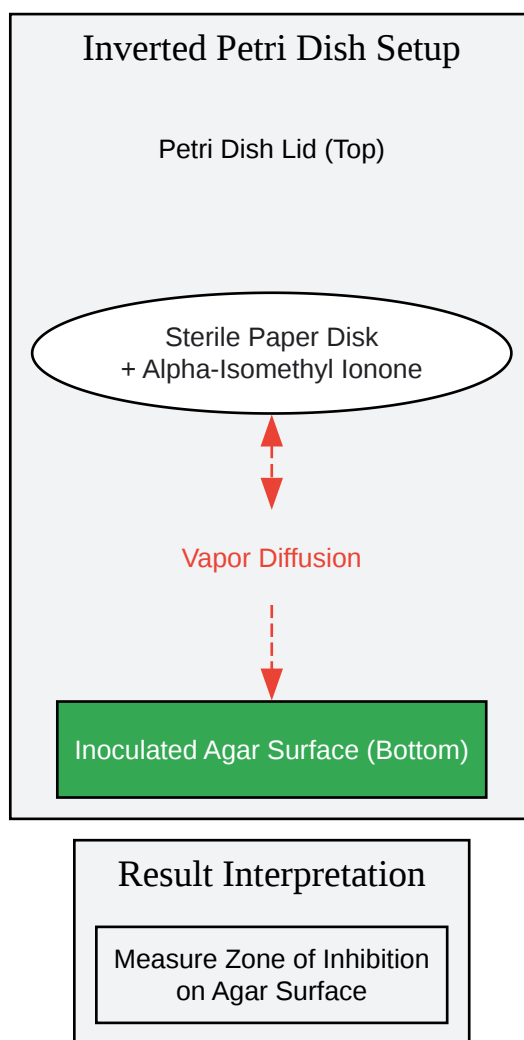 Inverted Petri Dish Setup
Petri Dish Lid (Top)
Sterile Paper Disk
+ Alpha-Isomethyl Ionone
Vapor Diffusion
Inoculated Agar Surface (Bottom)
Result Interpretation
Measure Zone of Inhibition
on Agar Surface